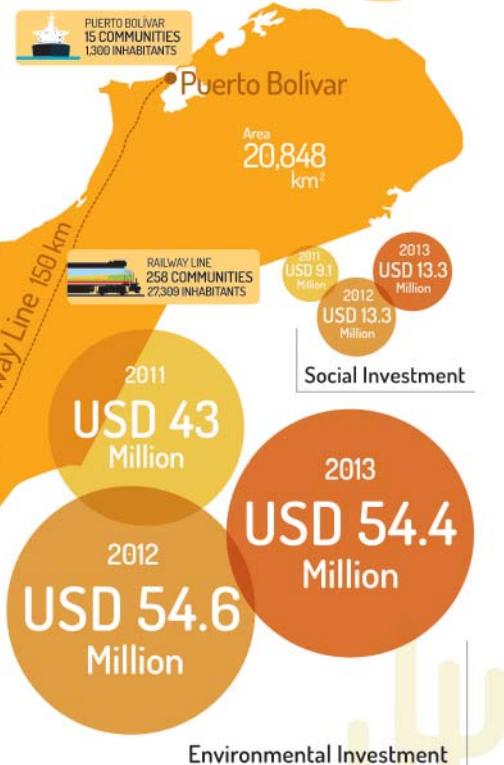 PUERTO BOLÍVAR
15 COMMUNITIES
1,300 INHABITANTS
Puerto Bolívar
Area
20,848
km²
Line 150 km
RAILWAY LINE
258 COMMUNITIES
27,309 INHABITANTS
2011
USD 9.1
Million
2012
USD 13.3
Million
2013
USD 13.3
Million
Social Investment
2011
USD 43
Million
2012
USD 54.6
Million
2013
USD 54.4
Million
Environmental Investment